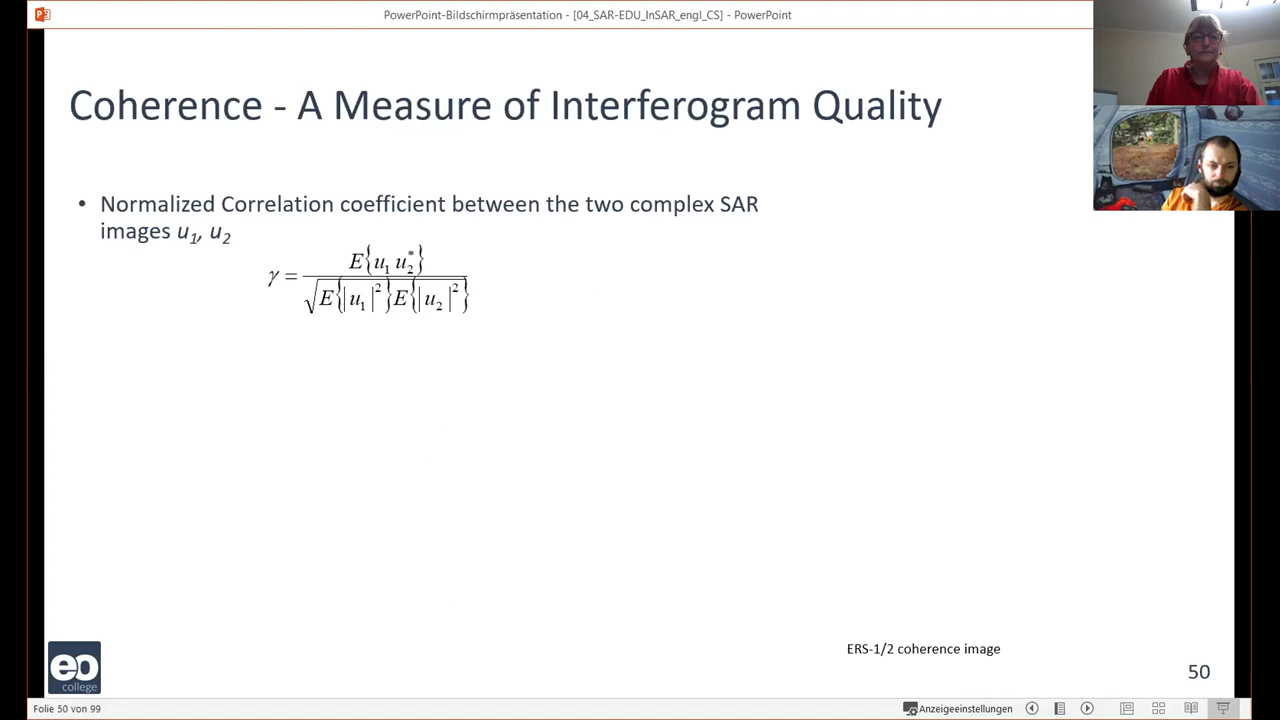 PowerPoint-Bildschirmpräsentation - [04_SAR-EDU_InSAR_engl_CS] - PowerPoint
Coherence - A Measure of Interferogram Quality
• Normalized Correlation coefficient between the two complex SAR
images u₁, u₂
γ = E{u₁ u₂*} / √E{|u₁|²}E{|u₂|²}
ERS-1/2 coherence image
50
eo
college
Folie 50 von 99
Anzeigeeinstellungen